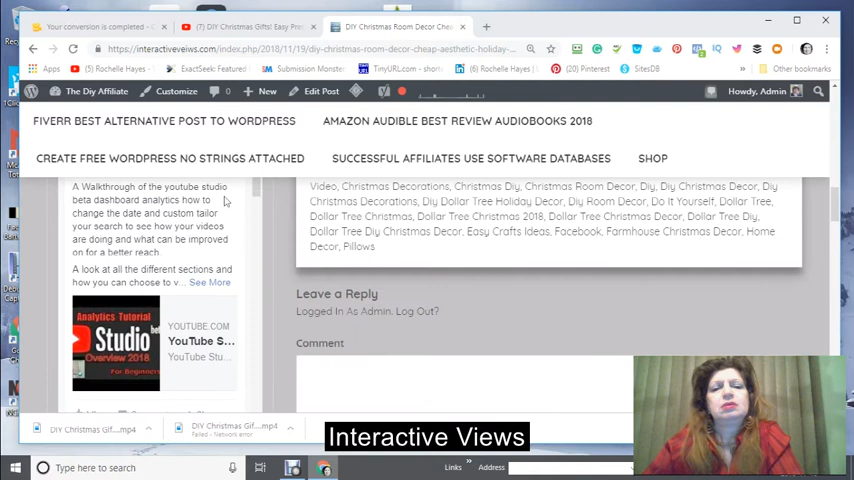 Your conversion is completed -
(7) DIY Christmas Gifts! Easy Pres
DIY Christmas Room Decor Chea
https://interactiveviews.com/index.php/2018/11/19/diy-christmas-room-decor-cheap-aesthetic-holiday-...
Apps
(5) Rochelle Hayes |
ExactSeek: Featured
Submission Monster
TinyURL.com - short
(6) Rochelle Hayes |
(20) Pinterest
SitesDB
Other bookmarks
The Diy Affiliate
Customize
0
New
Edit Post
Howdy, Admin
FIVERR BEST ALTERNATIVE POST TO WORDPRESS
AMAZON AUDIBLE BEST REVIEW AUDIOBOOKS 2018
CREATE FREE WORDPRESS NO STRINGS ATTACHED
SUCCESSFUL AFFILIATES USE SOFTWARE DATABASES
SHOP
A Walkthrough of the youtube studio
beta dashboard analytics how to
change the date and custom tailor
your search to see how your videos
are doing and what can be improved
on for a better reach.
A look at all the different sections and
how you can choose to v... See More
Analytics Tutorial
Studio
Overview 2018
For Beginners
YOUTUBE.COM
YouTube S...
YouTube Stu...
Video, Christmas Decorations, Christmas Diy, Christmas Room Decor, Diy, Diy Christmas Decor, Diy
Christmas Decorations, Diy Dollar Tree Holiday Decor, Diy Room Decor, Do It Yourself, Dollar Tree,
Dollar Tree Christmas, Dollar Tree Christmas 2018, Dollar Tree Christmas Decor, Dollar Tree Diy,
Dollar Tree Diy Christmas Decor, Easy Crafts Ideas, Facebook, Farmhouse Christmas Decor, Home
Decor, Pillows
Leave a Reply
Logged In As Admin. Log Out?
Comment
DIY Christmas Gif....mp4
DIY Christmas Gif....mp4
Failed - Network error
Interactive Views
Type here to search
Links
Address